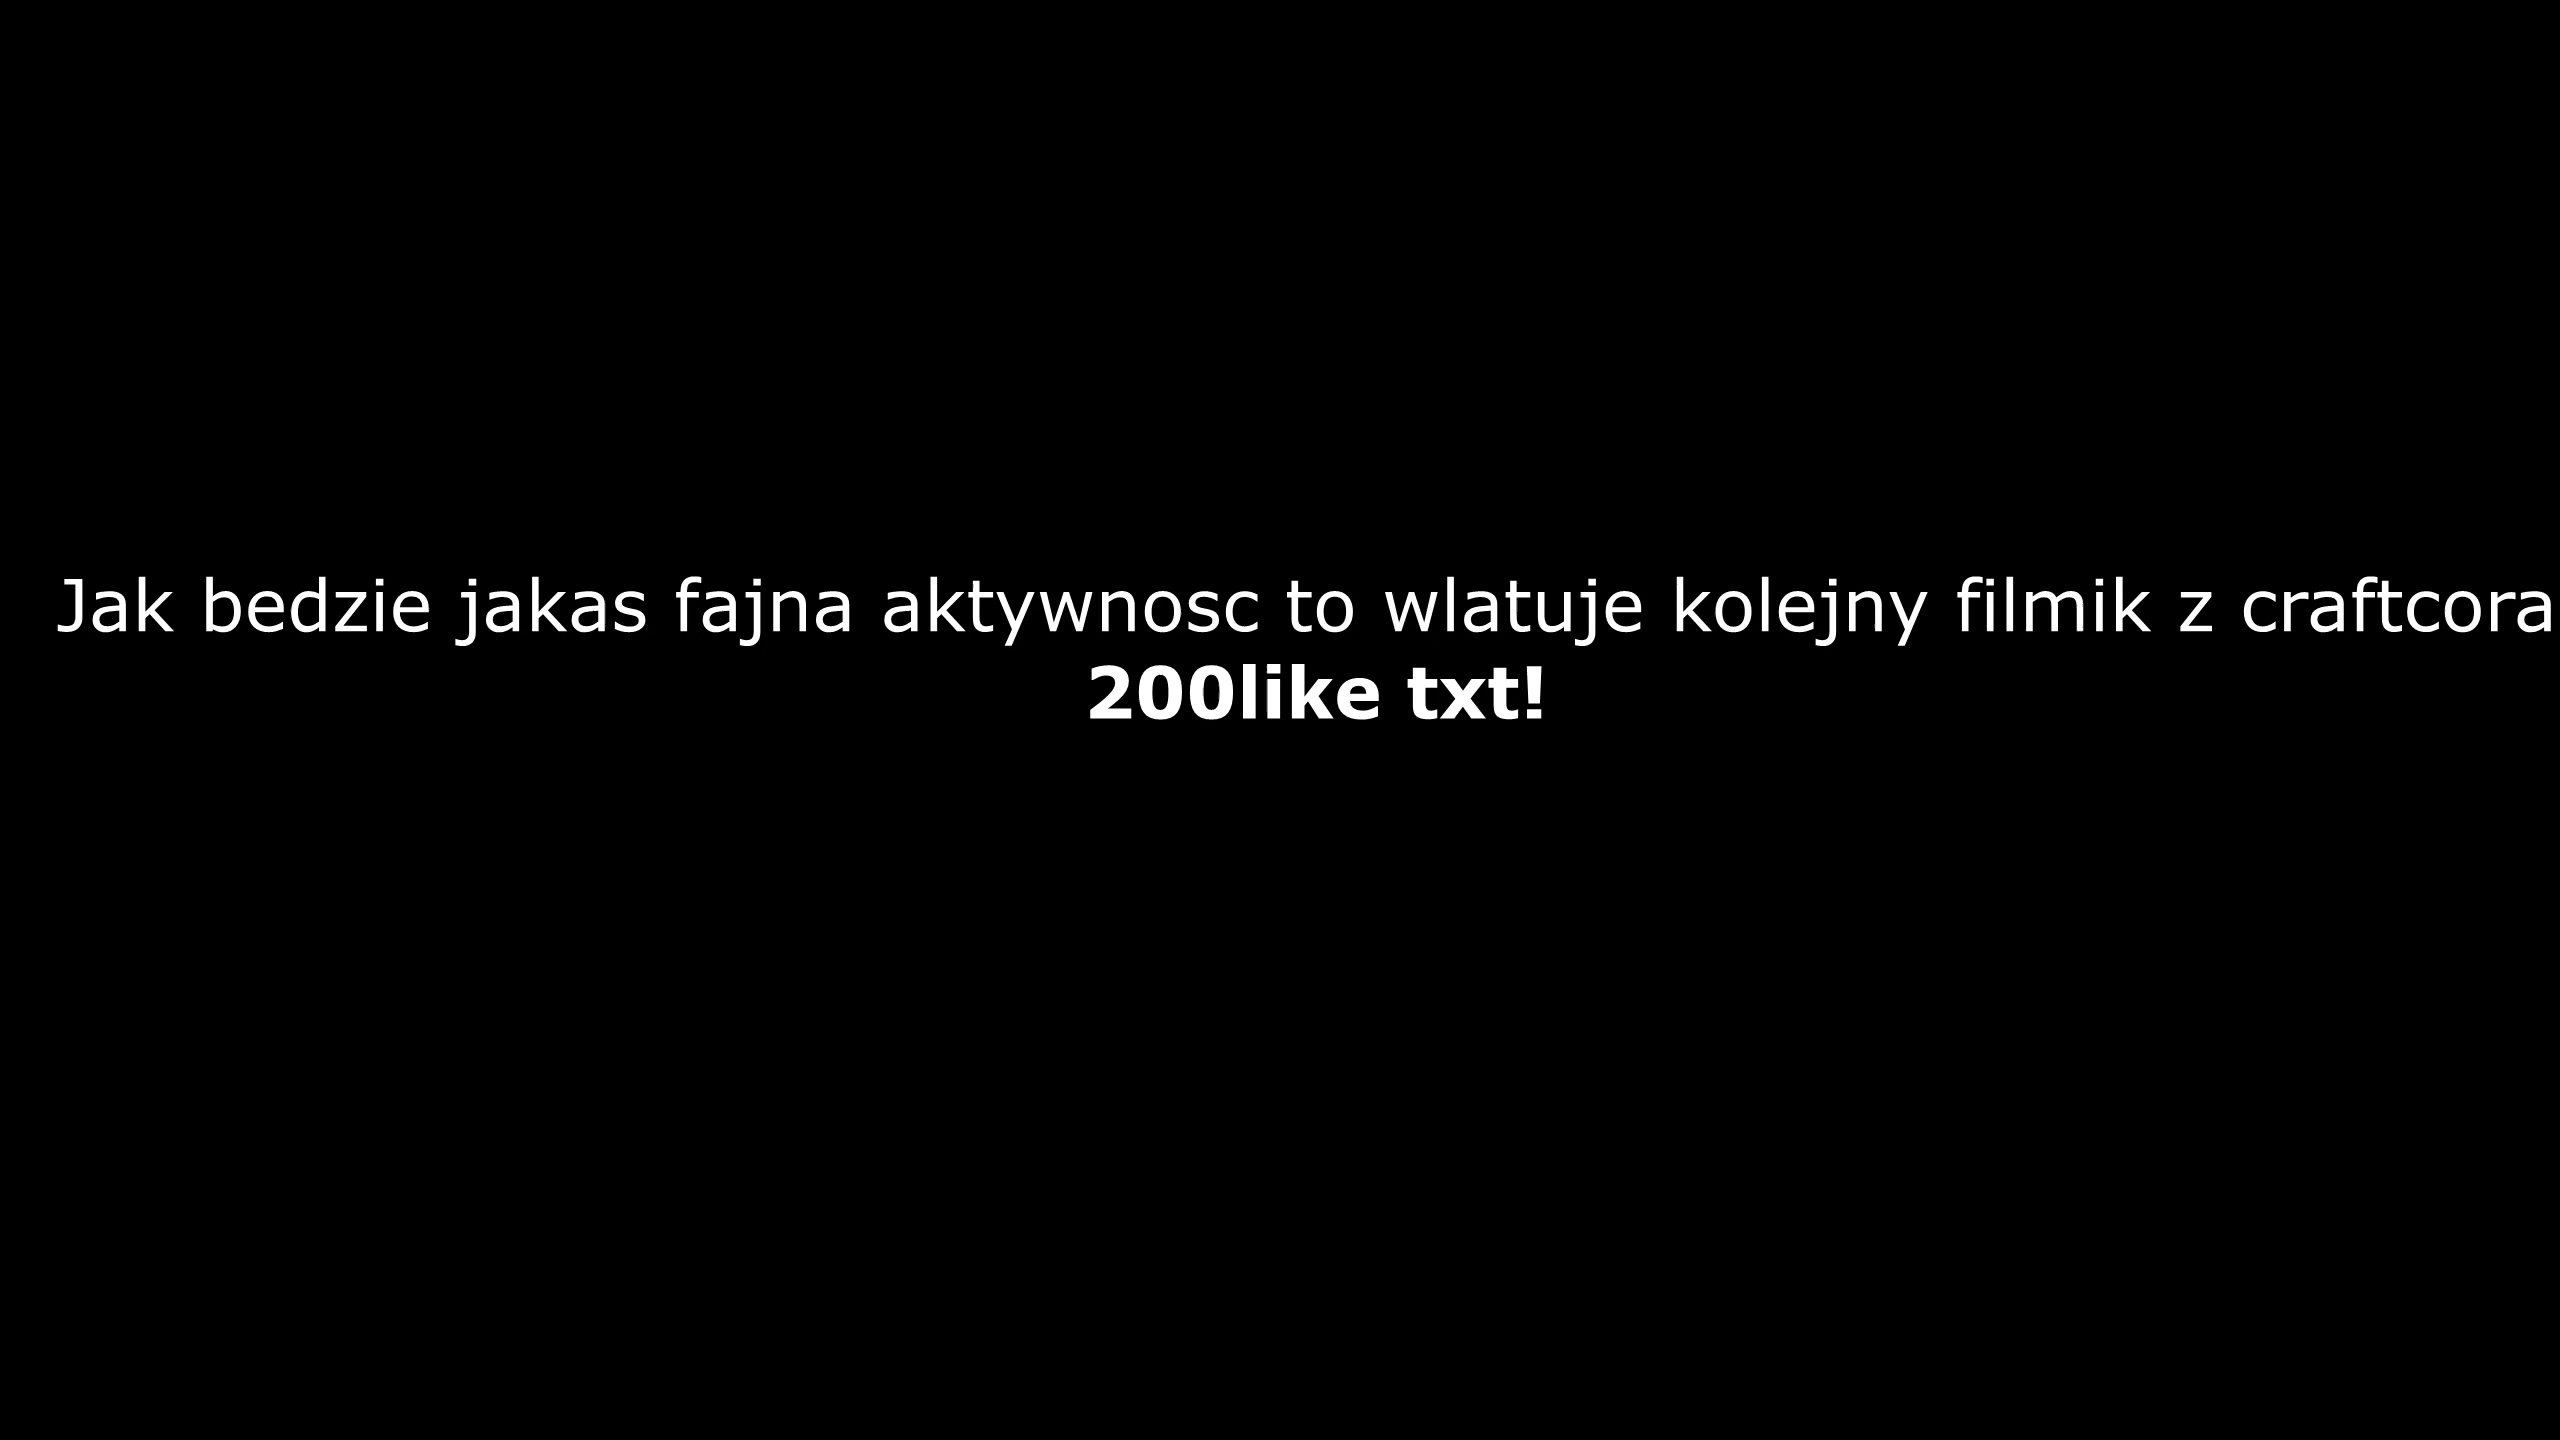 Jak bedzie jakas fajna aktywnosc to wlatuje kolejny filmik z craftcora
200like txt!